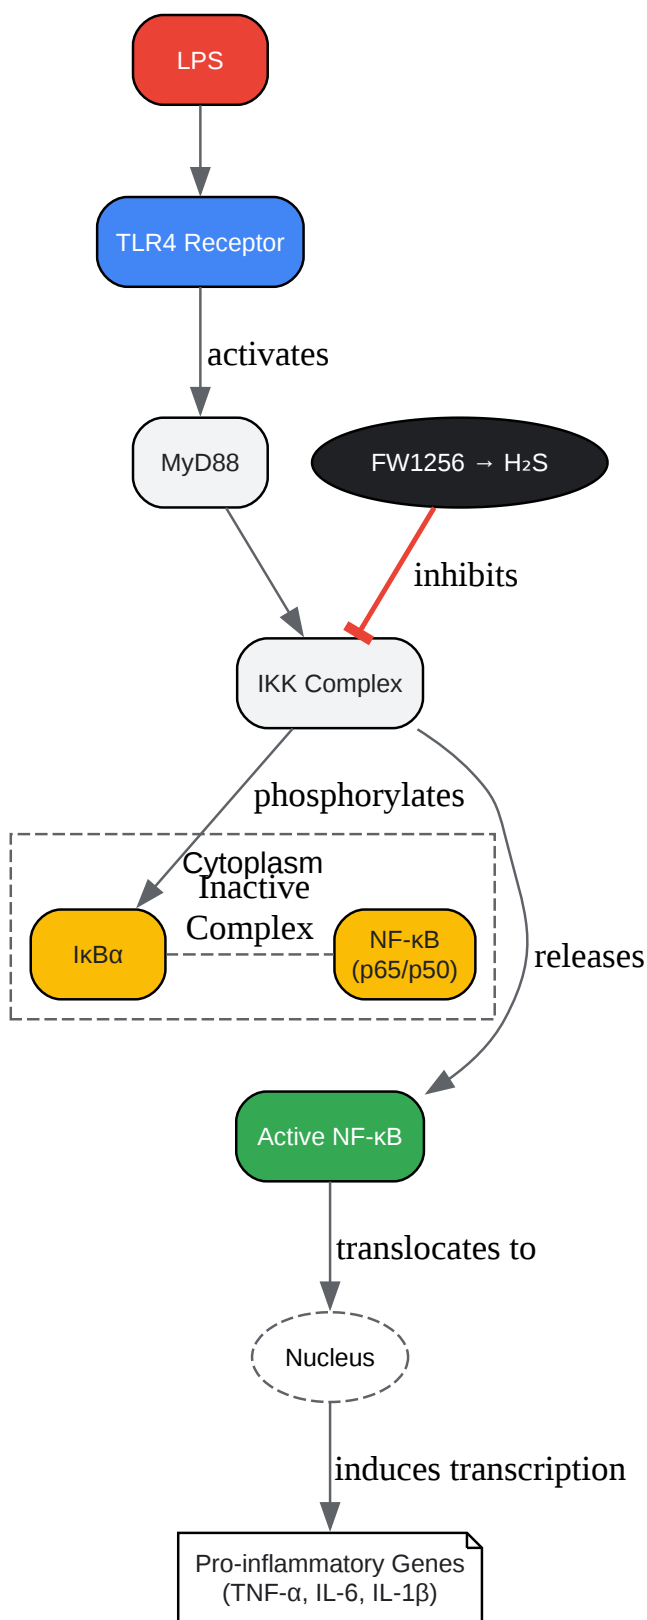 LPS
TLR4 Receptor
activates
MyD88
FW1256 → H₂S
inhibits
IKK Complex
phosphorylates
Cytoplasm
Inactive
Complex
IκBα
NF-κB
(p65/p50)
releases
Active NF-κB
translocates to
Nucleus
induces transcription
Pro-inflammatory Genes
(TNF-α, IL-6, IL-1β)